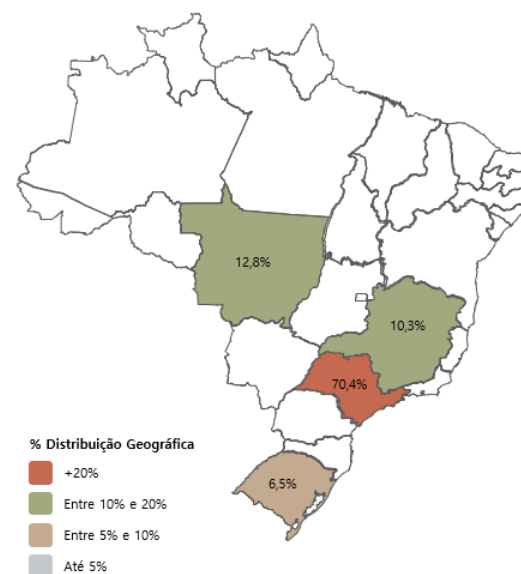 12,8%
10,3%
70,4%
6,5%
% Distribuição Geográfica
+20%
Entre 10% e 20%
Entre 5% e 10%
Até 5%